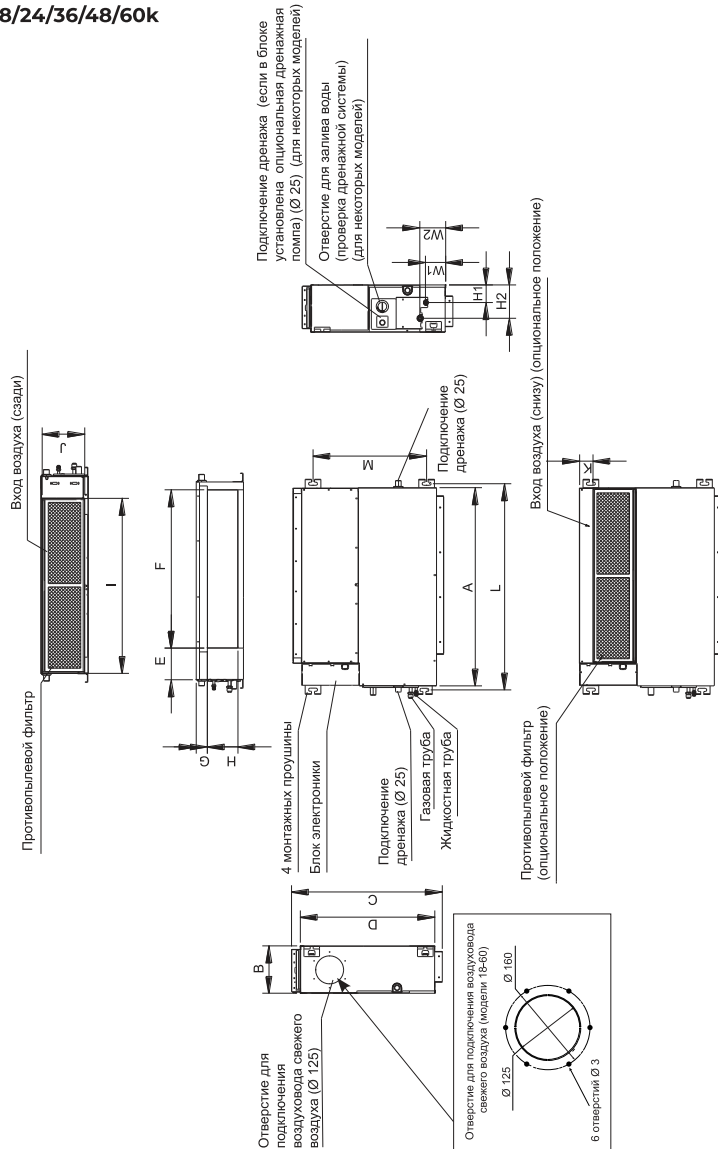 8/24/36/48/60k
Противопылевой фильтр
Вход воздуха (сзади)
I
J
E
F
G
H
Подключение дренажа (если в блоке
установлена опциональная дренажная
помпа) (Ø 25) (для некоторых моделей)
Отверстие для залива воды
(проверка дренажной системы)
(для некоторых моделей)
W1
W2
H1
H2
4 монтажных проушины
Блок электроники
Подключение
дренажа (Ø 25)
Газовая труба
Жидкостная труба
Подключение
дренажа (Ø 25)
M
A
L
Отверстие для
подключения
воздуховода свежего
воздуха (Ø 125)
B
C
D
Вход воздуха (снизу) (опциональное положение)
Противопылевой фильтр
(опциональное положение)
K
Отверстие для подключения воздуховода
свежего воздуха (модели 18-60)
Ø 125
Ø 160
6 отверстий Ø 3